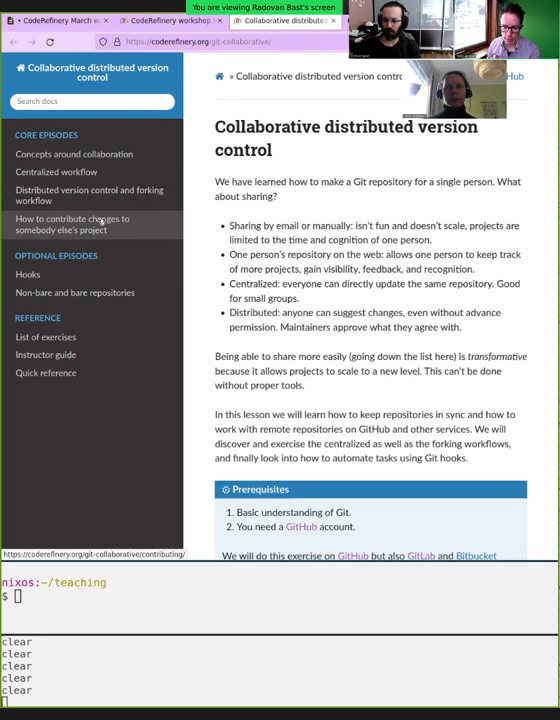 You are viewing Radovan Bast's screen
CodeRefinery March w
CodeRefinery workshop
Collaborative distributed
https://coderefinery.org/git-collaborative/
Collaborative distributed version
control
Search docs
CORE EPISODES
Concepts around collaboration
Centralized workflow
Distributed version control and forking
workflow
How to contribute changes to
somebody else's project
OPTIONAL EPISODES
Hooks
Non-bare and bare repositories
REFERENCE
List of exercises
Instructor guide
Quick reference
https://coderefinery.org/git-collaborative/contributing/
» Collaborative distributed version contro
Hub
Collaborative distributed version
control
We have learned how to make a Git repository for a single person. What
about sharing?
• Sharing by email or manually: isn't fun and doesn't scale, projects are
limited to the time and cognition of one person.
• One person's repository on the web: allows one person to keep track
of more projects, gain visibility, feedback, and recognition.
• Centralized: everyone can directly update the same repository. Good
for small groups.
• Distributed: anyone can suggest changes, even without advance
permission. Maintainers approve what they agree with.
Being able to share more easily (going down the list here) is transformative
because it allows projects to scale to a new level. This can't be done
without proper tools.
In this lesson we will learn how to keep repositories in sync and how to
work with remote repositories on GitHub and other services. We will
discover and exercise the centralized as well as the forking workflows,
and finally look into how to automate tasks using Git hooks.
Prerequisites
1. Basic understanding of Git.
2. You need a GitHub account.
We will do this exercise on GitHub but also GitLab and Bitbucket
nixos:~/teaching
$
clear
clear
clear
clear
clear